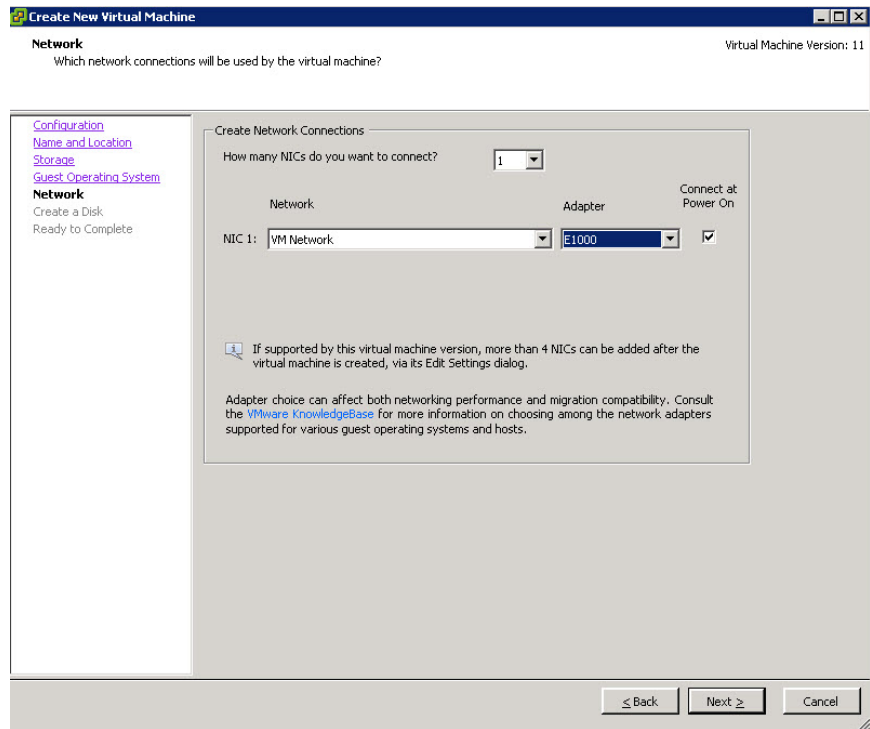 Create New Virtual Machine
Network
Which network connections will be used by the virtual machine?
Virtual Machine Version: 11
Configuration
Name and Location
Storage
Guest Operating System
Network
Create a Disk
Ready to Complete
Create Network Connections
How many NICs do you want to connect?
1
Network
Adapter
Connect at
Power On
NIC 1:
VM Network
E1000
If supported by this virtual machine version, more than 4 NICs can be added after the
virtual machine is created, via its Edit Settings dialog.
Adapter choice can affect both networking performance and migration compatibility. Consult
the VMware KnowledgeBase for more information on choosing among the network adapters
supported for various guest operating systems and hosts.
≤ Back
Next ≥
Cancel